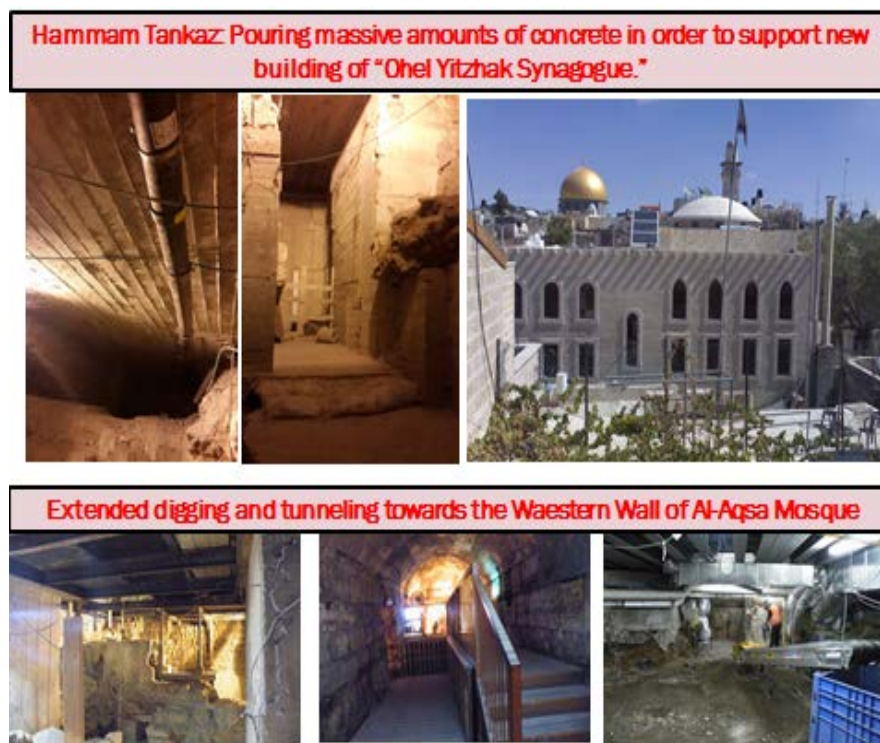 Hammam Tankaz: Pouring massive amounts of concrete in order to support new
building of “Ohel Yitzhak Synagogue.”
Extended digging and tunneling towards the Waestern Wall of Al-Aqsa Mosque